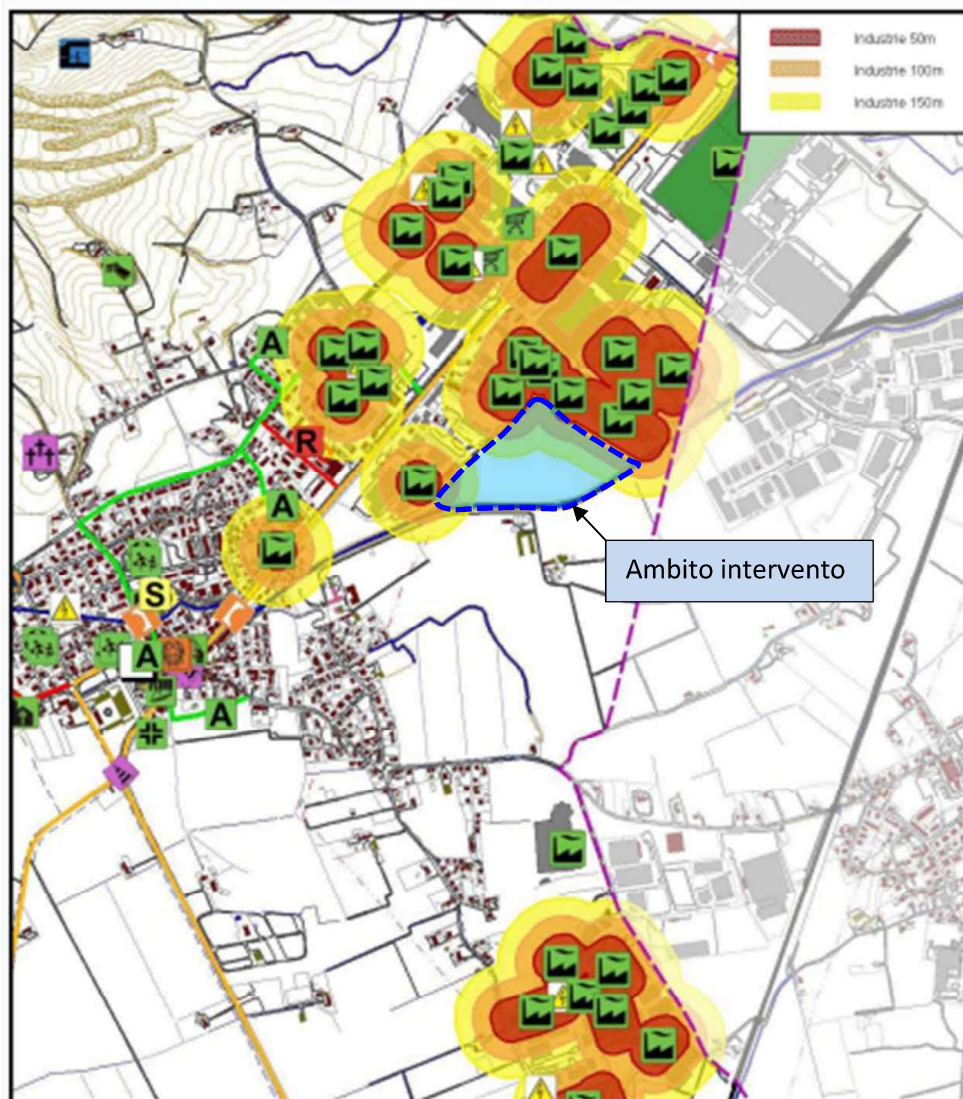 Industrie 50m
Industrie 100m
Industrie 150m
A
R
A
Ambito intervento
S
A
A